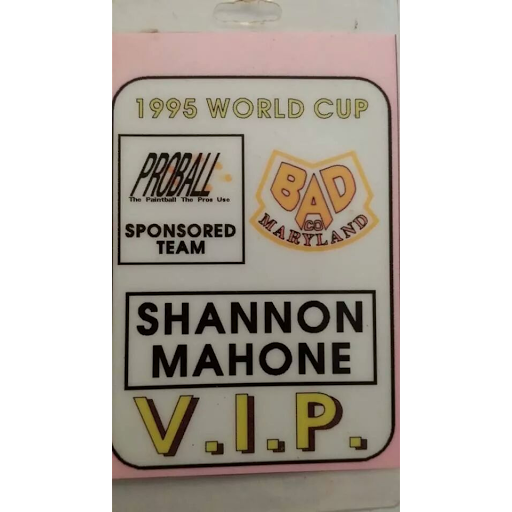 1995 WORLD CUP
PROBALL
The Paintball The Pros Use
SPONSORED
TEAM
BAD
CO
MARYLAND
SHANNON
MAHONE
V.I.P.